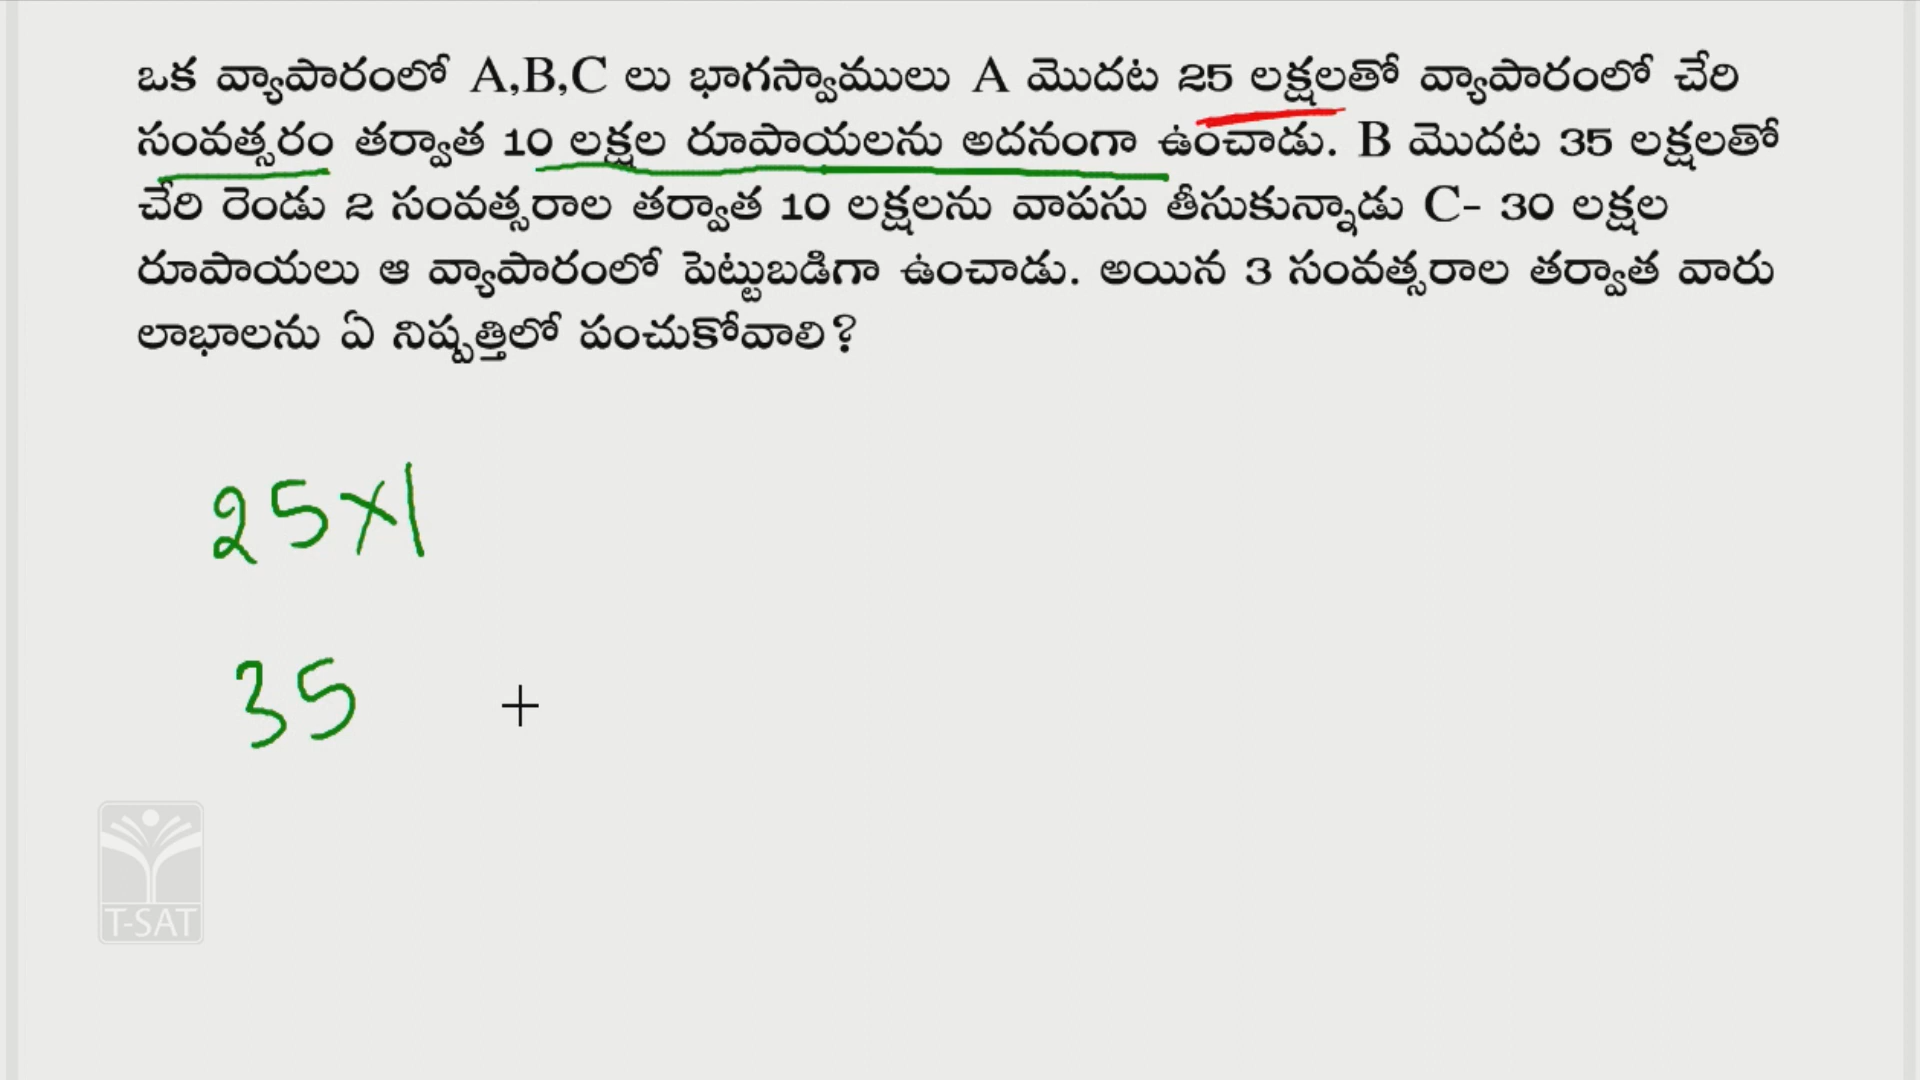 ఒక వ్యాపారంలో A,B,C లు భాగస్వాములు A మొదట 25 లక్షలతో వ్యాపారంలో చేరి
సంవత్సరం తర్వాత 10 లక్షల రూపాయలను అదనంగా ఉంచాడు. B మొదట 35 లక్షలతో
చేరి రెండు 2 సంవత్సరాల తర్వాత 10 లక్షలను వాపసు తీసుకున్నాడు C- 30 లక్షల
రూపాయలు ఆ వ్యాపారంలో పెట్టుబడిగా ఉంచాడు. అయిన 3 సంవత్సరాల తర్వాత వారు
లాభాలను ఏ నిష్పత్తిలో పంచుకోవాలి?
25×1
35
T-SAT